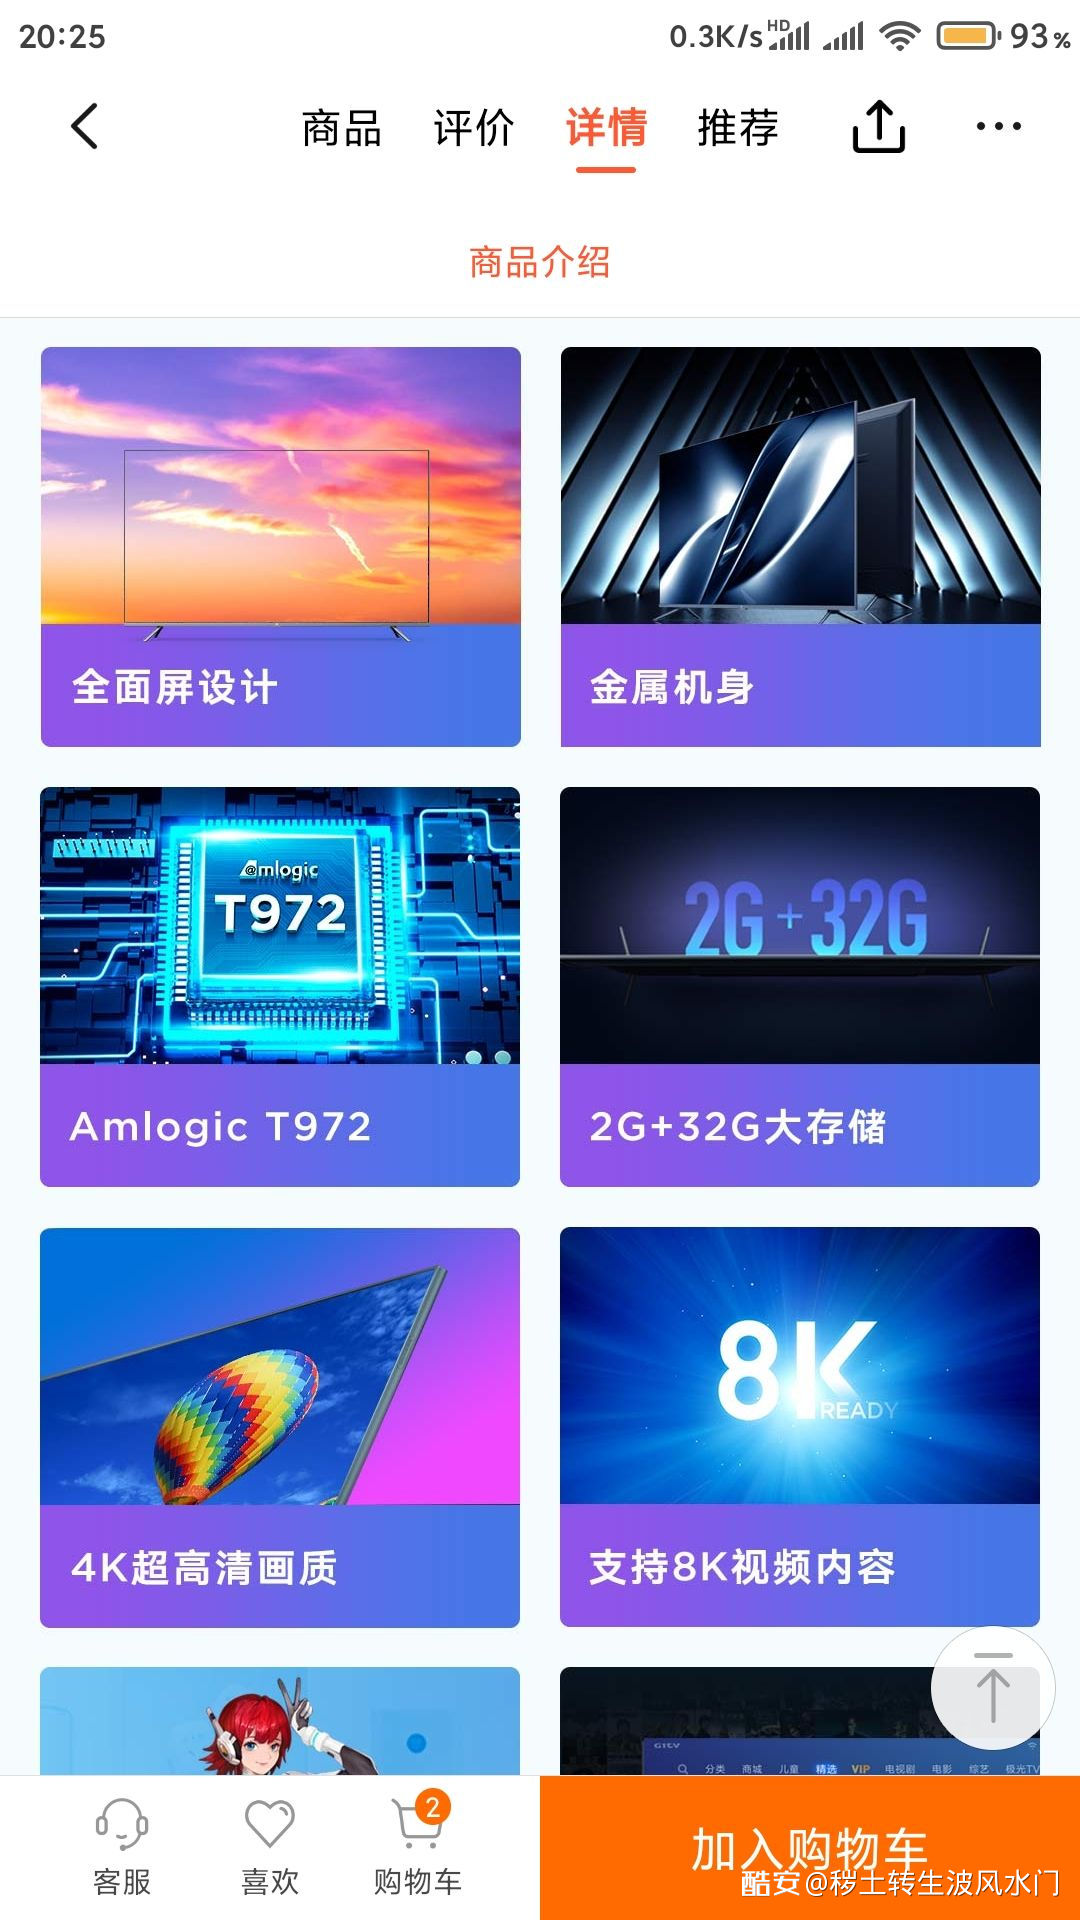 20:25
0.3K/s HD 93%
商品 评价 详情 推荐
商品介绍
全面屏设计
金属机身
@mlogic
T972
2G+32G
Amlogic T972
2G+32G大存储
8K
READY
4K超高清画质
支持8K视频内容
GITV
分类 商城 儿童 精选 VIP 电视剧 电影 综艺 极光TV
2
客服
喜欢
购物车
加入购物车
酷安@秽土转生波风水门